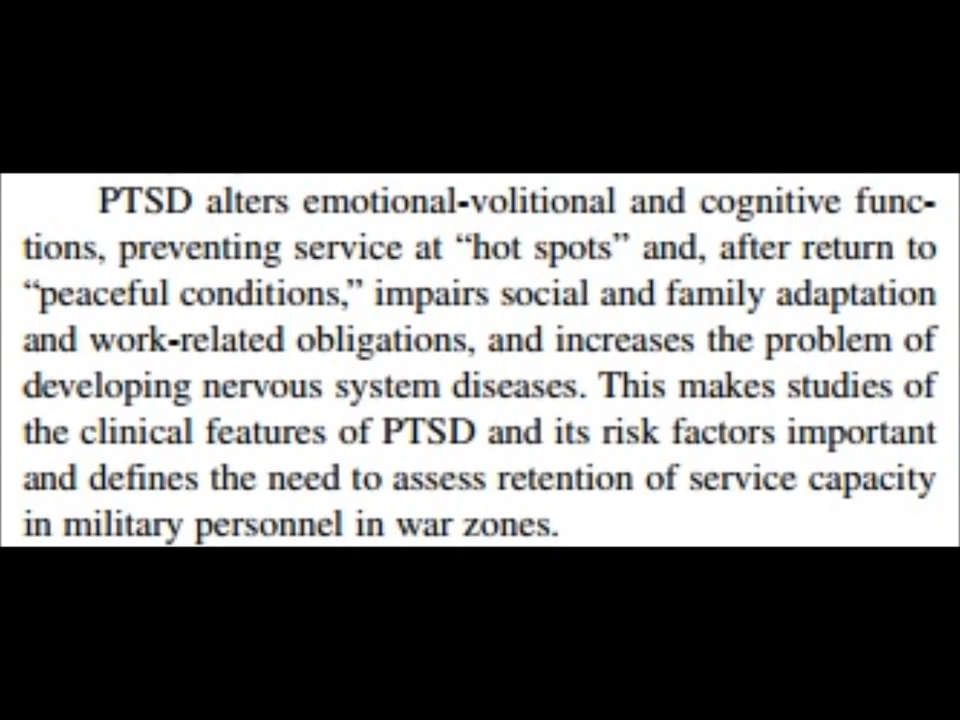 PTSD alters emotional-volitional and cognitive func-
tions, preventing service at “hot spots” and, after return to
“peaceful conditions,” impairs social and family adaptation
and work-related obligations, and increases the problem of
developing nervous system diseases. This makes studies of
the clinical features of PTSD and its risk factors important
and defines the need to assess retention of service capacity
in military personnel in war zones.